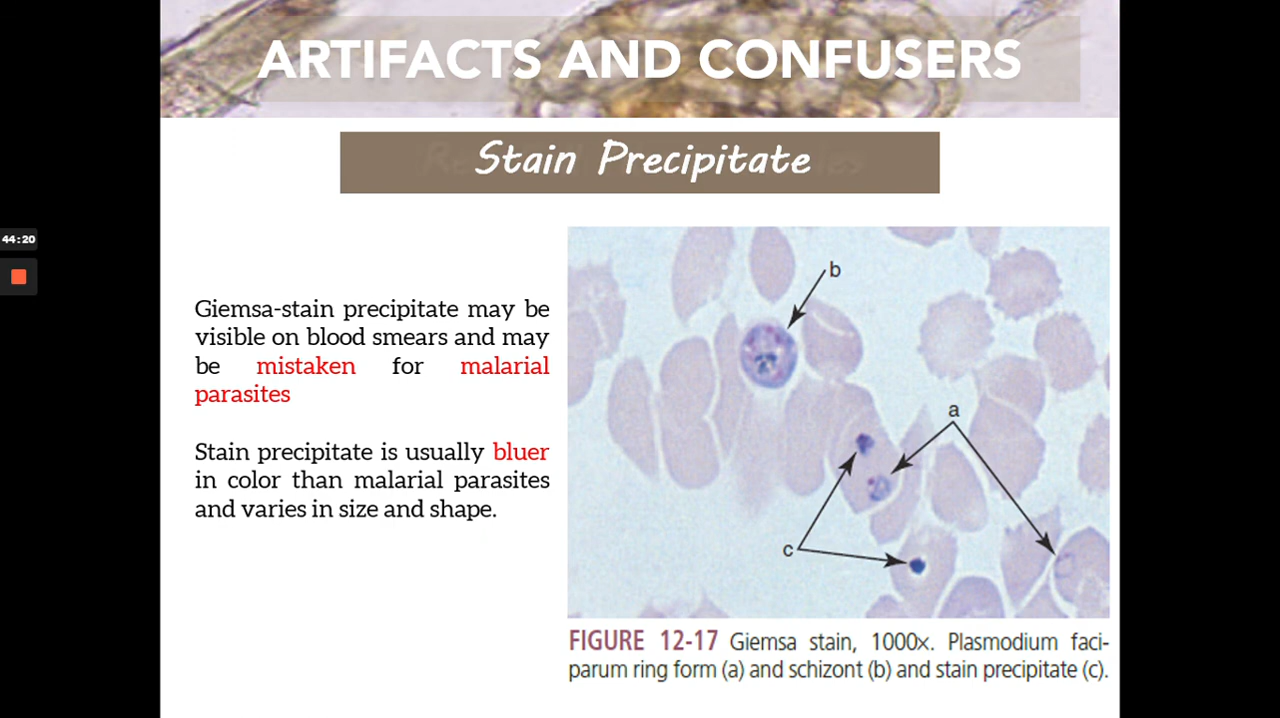 ARTIFACTS AND CONFUSERS
Stain Precipitate
44:20
Giemsa-stain precipitate may be
visible on blood smears and may
be mistaken for malarial
parasites
Stain precipitate is usually bluer
in color than malarial parasites
and varies in size and shape.
b
a
c
FIGURE 12-17 Giemsa stain, 1000x. Plasmodium faci-
parum ring form (a) and schizont (b) and stain precipitate (c).